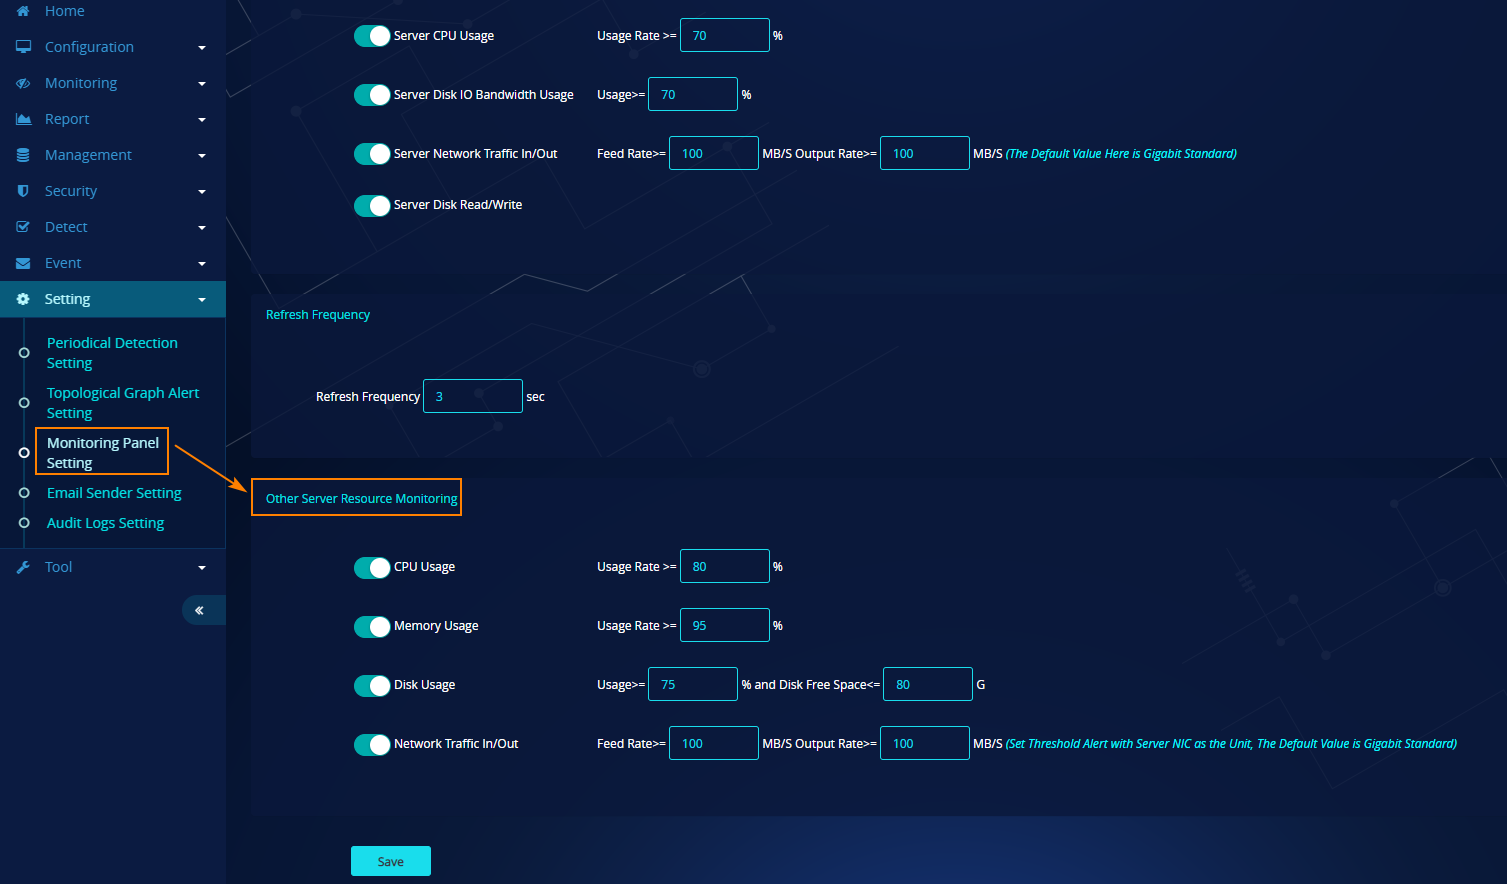 Home
Configuration
Monitoring
Report
Management
Security
Detect
Event
Setting
Periodical Detection
Setting
Topological Graph Alert
Setting
Monitoring Panel
Setting
Email Sender Setting
Audit Logs Setting
Tool
Server CPU Usage Usage Rate >= 70 %
Server Disk IO Bandwidth Usage Usage>= 70 %
Server Network Traffic In/Out Feed Rate>= 100 MB/S Output Rate>= 100 MB/S (The Default Value Here is Gigabit Standard)
Server Disk Read/Write
Refresh Frequency
Refresh Frequency 3 sec
Other Server Resource Monitoring
CPU Usage Usage Rate >= 80 %
Memory Usage Usage Rate >= 95 %
Disk Usage Usage>= 75 % and Disk Free Space<= 80 G
Network Traffic In/Out Feed Rate>= 100 MB/S Output Rate>= 100 MB/S (Set Threshold Alert with Server NIC as the Unit, The Default Value is Gigabit Standard)
Save